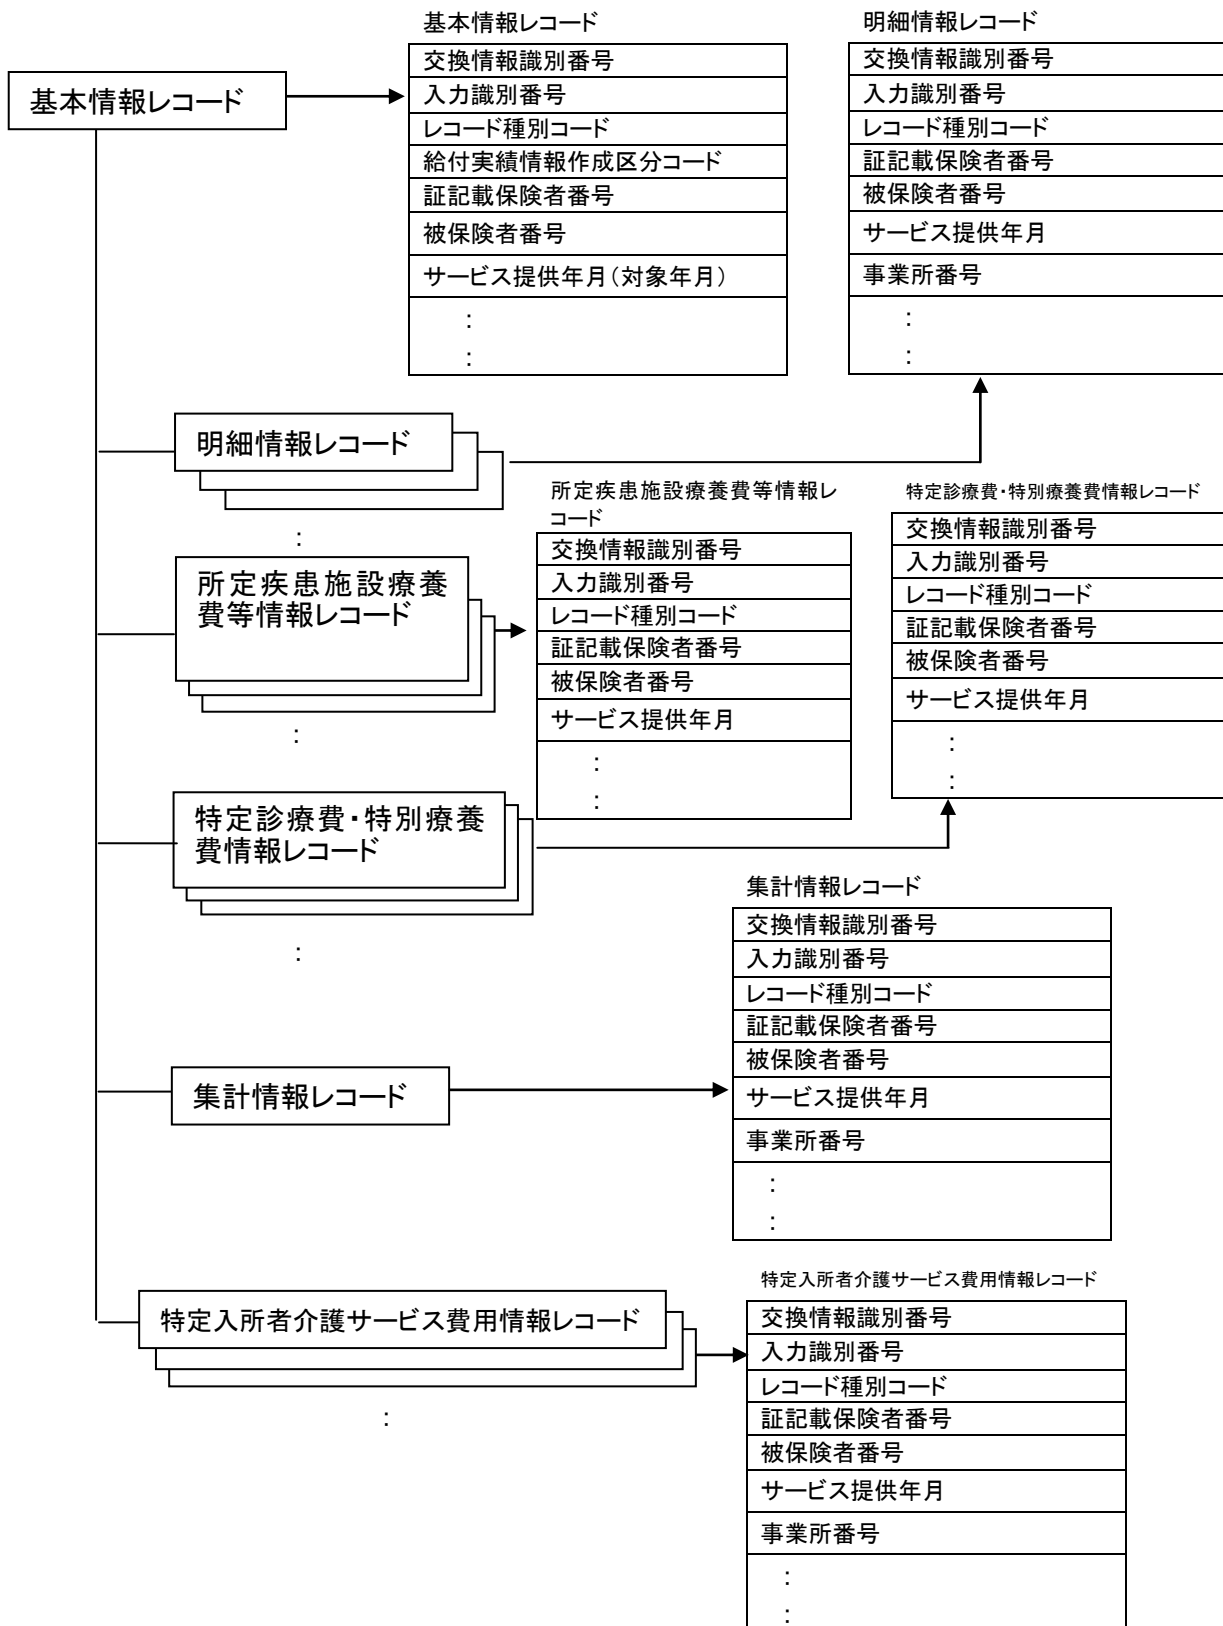 基本情報レコード
基本情報レコード
交換情報識別番号
入力識別番号
レコード種別コード
給付実績情報作成区分コード
証記載保険者番号
被保険者番号
サービス提供年月(対象年月)
:
:
明細情報レコード
交換情報識別番号
入力識別番号
レコード種別コード
証記載保険者番号
被保険者番号
サービス提供年月
事業所番号
:
:
明細情報レコード
:
所定疾患施設療養
費等情報レコード
:
所定疾患施設療養費等情報レ
コード
交換情報識別番号
入力識別番号
レコード種別コード
証記載保険者番号
被保険者番号
サービス提供年月
:
:
特定診療費・特別療養費情報レコード
交換情報識別番号
入力識別番号
レコード種別コード
証記載保険者番号
被保険者番号
サービス提供年月
:
:
特定診療費・特別療養
費情報レコード
:
集計情報レコード
集計情報レコード
交換情報識別番号
入力識別番号
レコード種別コード
証記載保険者番号
被保険者番号
サービス提供年月
事業所番号
:
:
特定入所者介護サービス費用情報レコード
:
特定入所者介護サービス費用情報レコード
交換情報識別番号
入力識別番号
レコード種別コード
証記載保険者番号
被保険者番号
サービス提供年月
事業所番号
:
: